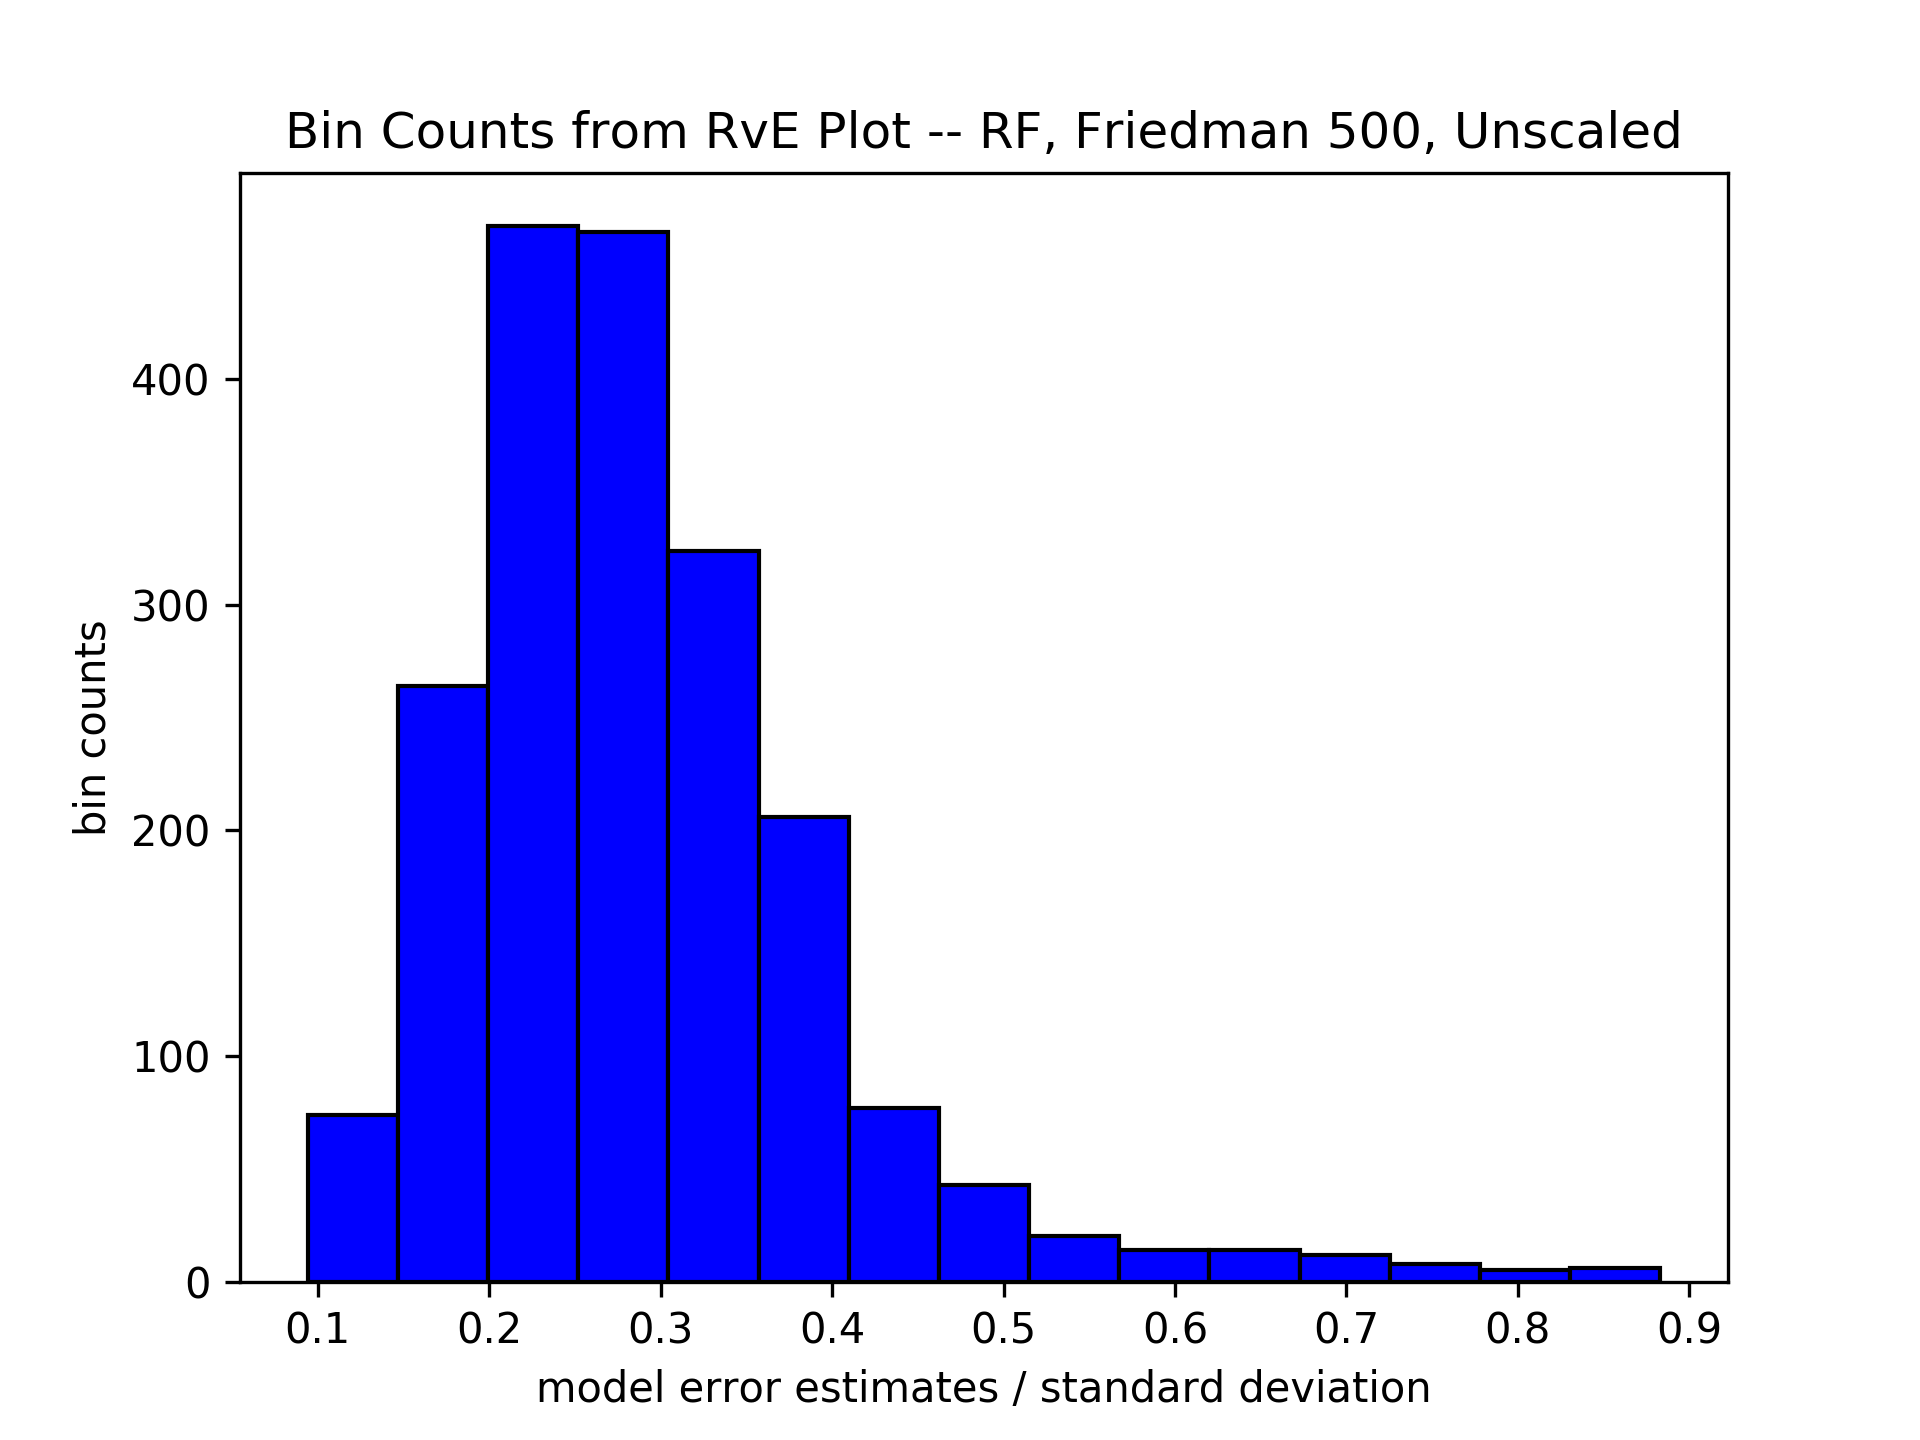 Bin Counts from RvE Plot -- RF, Friedman 500, Unscaled
bin counts
400
300
200
100
0
0.1 0.2 0.3 0.4 0.5 0.6 0.7 0.8 0.9
model error estimates / standard deviation